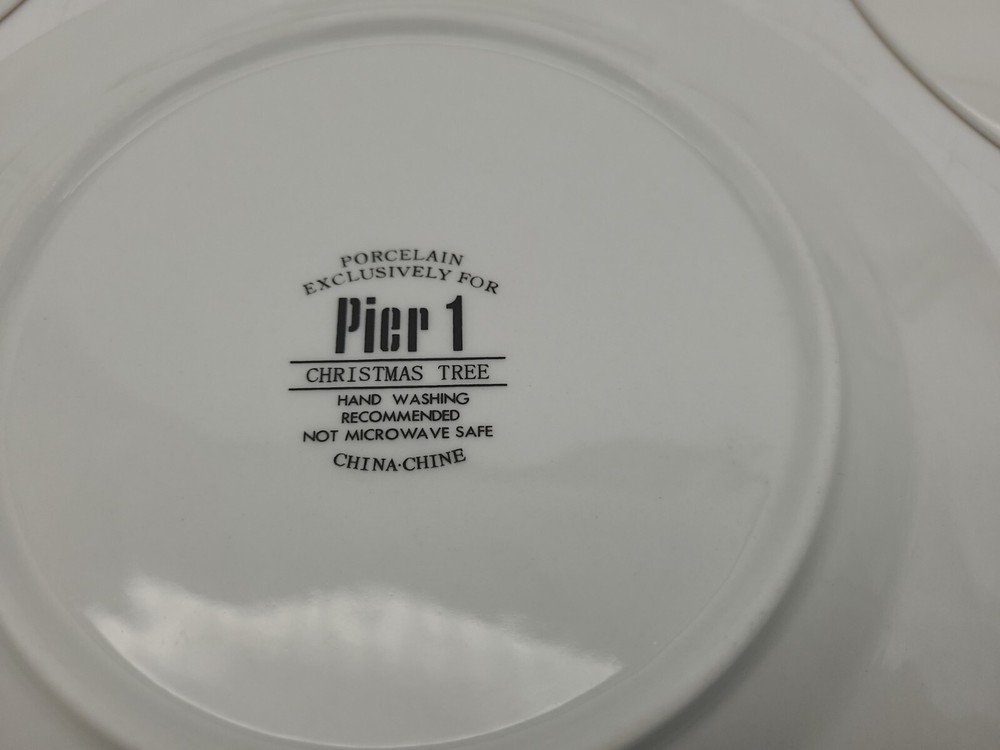 PORCELAIN
EXCLUSIVELY FOR
Pier 1
CHRISTMAS TREE
HAND WASHING
RECOMMENDED
NOT MICROWAVE SAFE
CHINA·CHINE